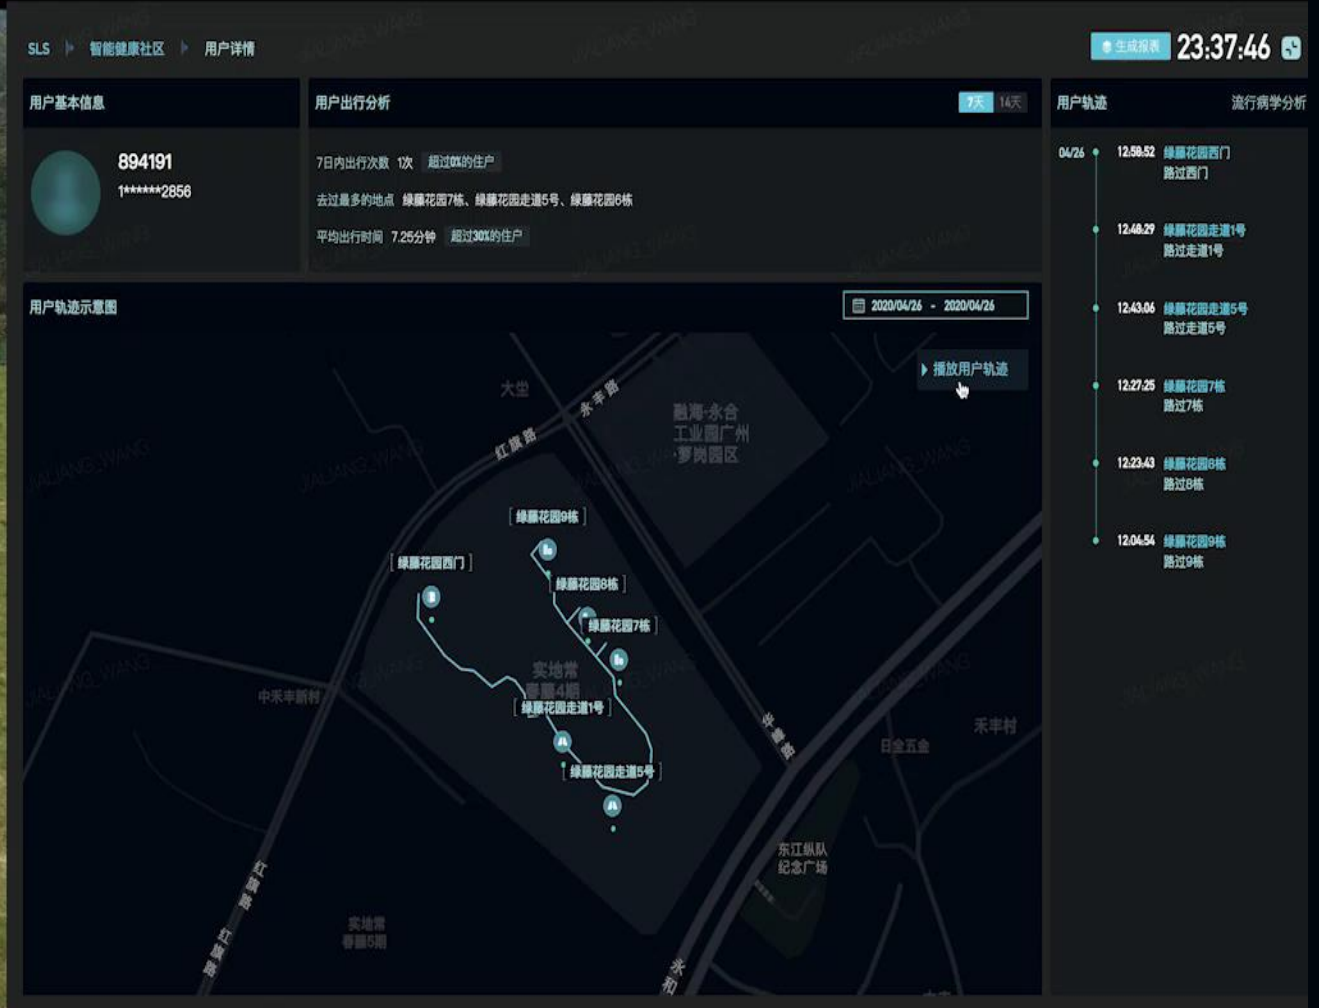 SLS 智能健康社区 用户详情
生成报表 23:37:46
用户基本信息
894191
1******2856
用户出行分析
7天 14天
7日内出行次数 1次 超过0%的住户
去过最多的地点 绿藤花园7栋、绿藤花园走道5号、绿藤花园6栋
平均出行时间 7.25分钟 超过30%的住户
用户轨迹 流行病学分析
04/26 12:58:52 绿藤花园西门
路过西门
12:48:29 绿藤花园走道1号
路过走道1号
12:43:06 绿藤花园走道5号
路过走道5号
12:27:25 绿藤花园7栋
路过7栋
12:23:43 绿藤花园8栋
路过8栋
12:04:54 绿藤花园9栋
路过9栋
用户轨迹示意图
2020/04/26 - 2020/04/26
播放用户轨迹
永丰路
红旗路
融海·永合
工业园广州
·萝岗园区
绿藤花园9栋
绿藤花园西门
绿藤花园8栋
绿藤花园7栋
实地常
春藤4期
绿藤花园走道1号
中禾丰新村
禾丰村
日全五金
绿藤花园走道5号
东江纵队
纪念广场
红旗路
实地常
春藤5期
红旗路
永和
JIALIANG_WANG